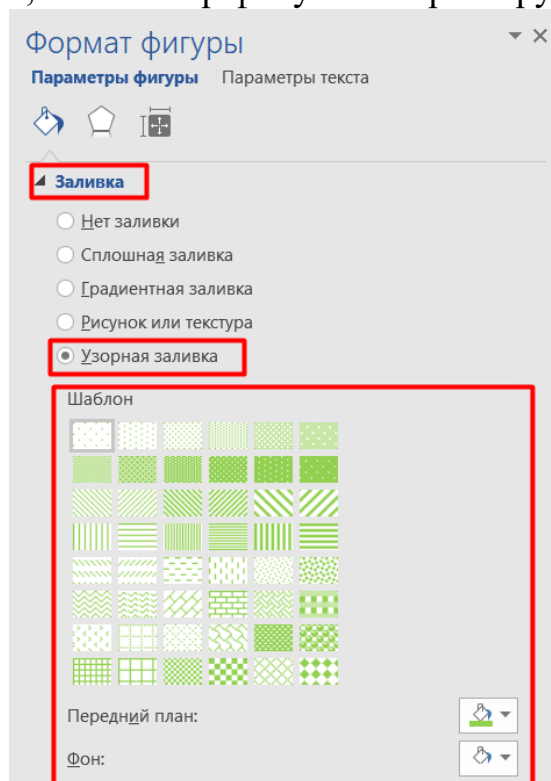 Формат фигуры
Параметры фигуры Параметры текста
Заливка
Нет заливки
Сплошная заливка
Градиентная заливка
Рисунок или текстура
Узорная заливка
Шаблон
Передний план:
Фон: